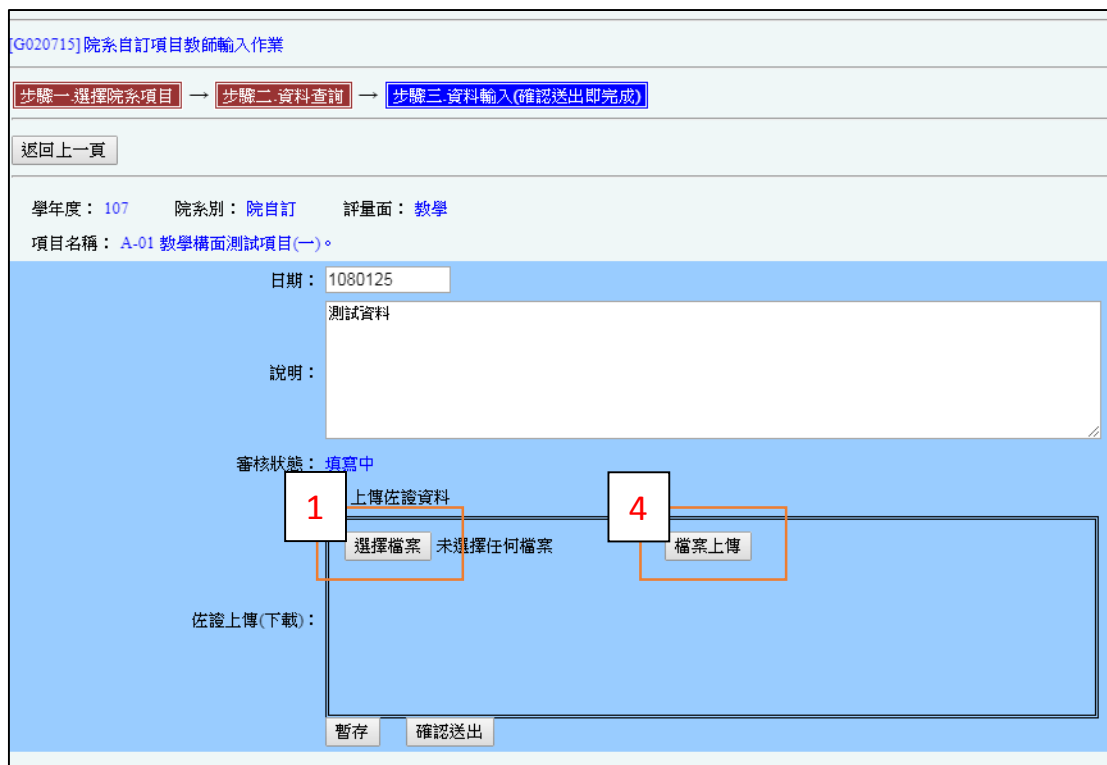 [G020715]院系自訂項目教師輸入作業
步驟一.選擇院系項目 → 步驟二.資料查詢 → 步驟三.資料輸入(確認送出即完成)
返回上一頁
學年度： 107 院系別： 院自訂 評量面： 教學
項目名稱： A-01 教學構面測試項目(一)。
日期： 1080125
測試資料
說明：
審核狀態： 填寫中
1 上傳佐證資料 4
選擇檔案 未選擇任何檔案 檔案上傳
佐證上傳(下載)：
暫存 確認送出